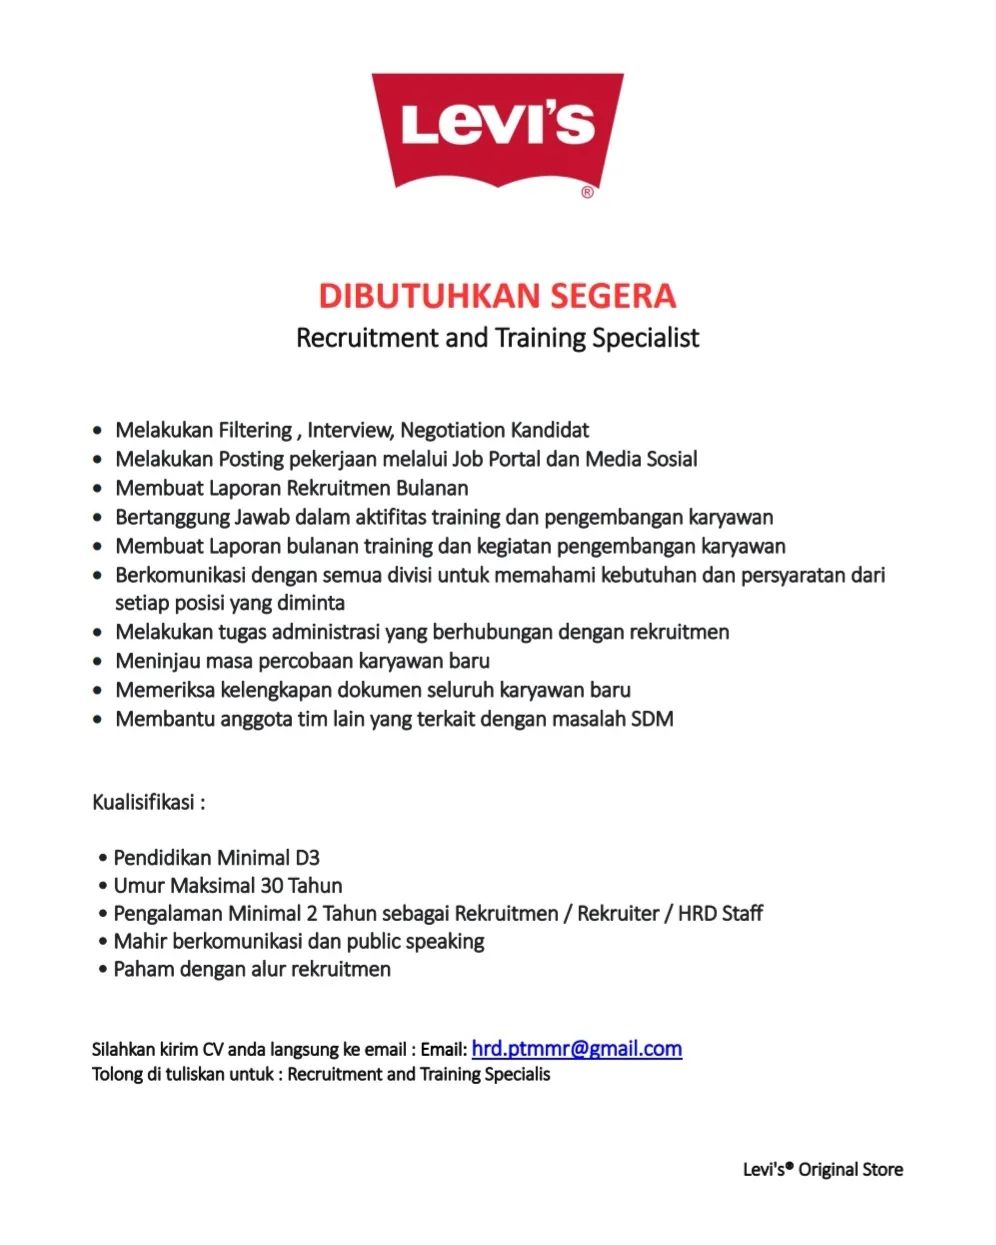 Levi's
®
DIBUTUHKAN SEGERA
Recruitment and Training Specialist
• Melakukan Filtering , Interview, Negotiation Kandidat
• Melakukan Posting pekerjaan melalui Job Portal dan Media Sosial
• Membuat Laporan Rekruitmen Bulanan
• Bertanggung Jawab dalam aktifitas training dan pengembangan karyawan
• Membuat Laporan bulanan training dan kegiatan pengembangan karyawan
• Berkomunikasi dengan semua divisi untuk memahami kebutuhan dan persyaratan dari
setiap posisi yang diminta
• Melakukan tugas administrasi yang berhubungan dengan rekruitmen
• Meninjau masa percobaan karyawan baru
• Memeriksa kelengkapan dokumen seluruh karyawan baru
• Membantu anggota tim lain yang terkait dengan masalah SDM
Kualisifikasi :
• Pendidikan Minimal D3
• Umur Maksimal 30 Tahun
• Pengalaman Minimal 2 Tahun sebagai Rekruitmen / Rekruiter / HRD Staff
• Mahir berkomunikasi dan public speaking
• Paham dengan alur rekruitmen
Silahkan kirim CV anda langsung ke email : Email: hrd.ptmmr@gmail.com
Tolong di tuliskan untuk : Recruitment and Training Specialis
Levi's® Original Store